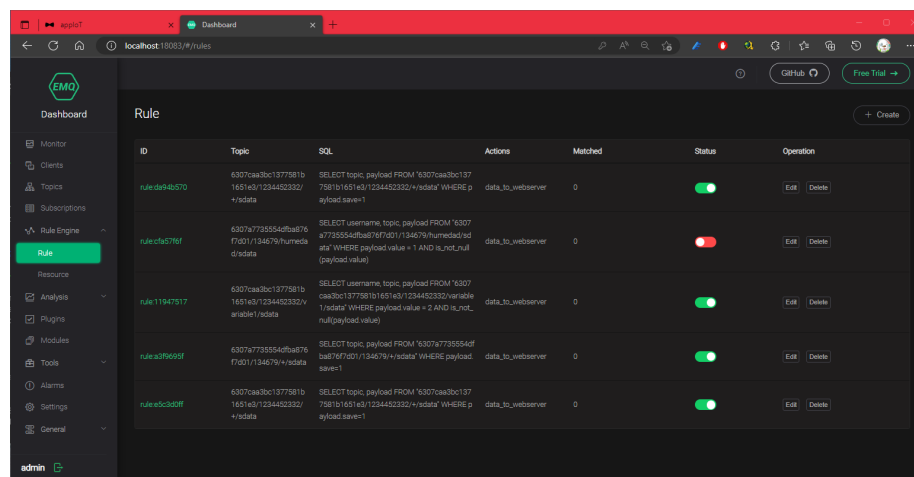 appIoT
Dashboard
localhost:18083/#/rules
EMQ
Dashboard
GitHub
Free Trial →
Rule
+ Create
Monitor
Clients
Topics
Subscriptions
Rule Engine
Rule
Resource
Analysis
Plugins
Modules
Tools
Alarms
Settings
General
admin
ID Topic SQL Actions Matched Status Operation
6307caa3bc1377581b
1651e3/1234452332/
+/sdata
SELECT topic, payload FROM "6307caa3bc137
7581b1651e3/1234452332/+/sdata" WHERE p
ayload.save=1
rule:da94b570 data_to_webserver 0 Edit Delete
6307a7735554dfba876
f7d01/134679/humeda
d/sdata
SELECT username, topic, payload FROM "6307
a7735554dfba876f7d01/134679/humedad/sd
ata" WHERE payload.value = 1 AND is_not_null
(payload.value)
rule:cfa57f6f data_to_webserver 0 Edit Delete
6307caa3bc1377581b
1651e3/1234452332/v
ariable1/sdata
SELECT username, topic, payload FROM "6307
caa3bc1377581b1651e3/1234452332/variable
1/sdata" WHERE payload.value = 2 AND is_not_
null(payload.value)
rule:11947517 data_to_webserver 0 Edit Delete
6307a7735554dfba876
f7d01/134679/+/sdata
SELECT topic, payload FROM "6307a7735554df
ba876f7d01/134679/+/sdata" WHERE payload.
save=1
rule:a3f9695f data_to_webserver 0 Edit Delete
6307caa3bc1377581b
1651e3/1234452332/
+/sdata
SELECT topic, payload FROM "6307caa3bc137
7581b1651e3/1234452332/+/sdata" WHERE p
ayload.save=1
rule:e5c3d0ff data_to_webserver 0 Edit Delete